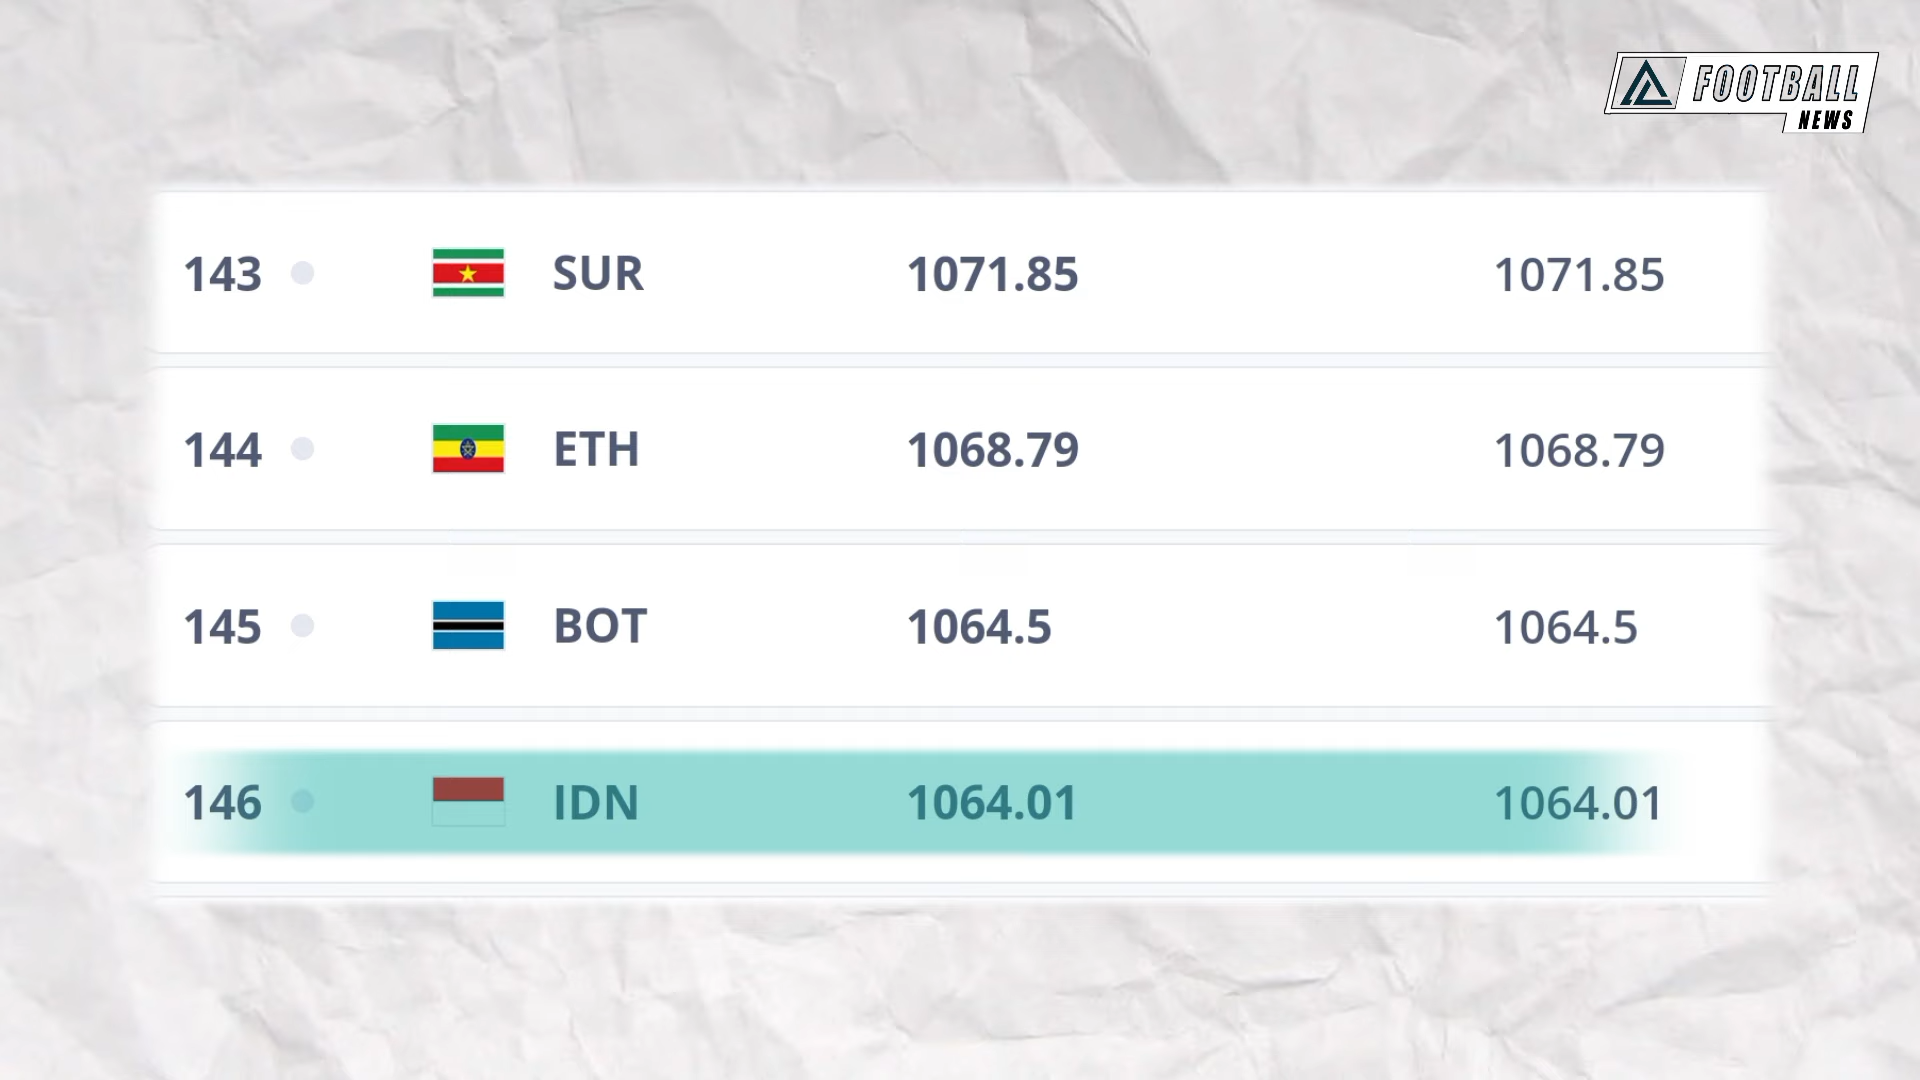 FOOTBALL
NEWS
143 SUR 1071.85 1071.85
144 ETH 1068.79 1068.79
145 BOT 1064.5 1064.5
146 IDN 1064.01 1064.01